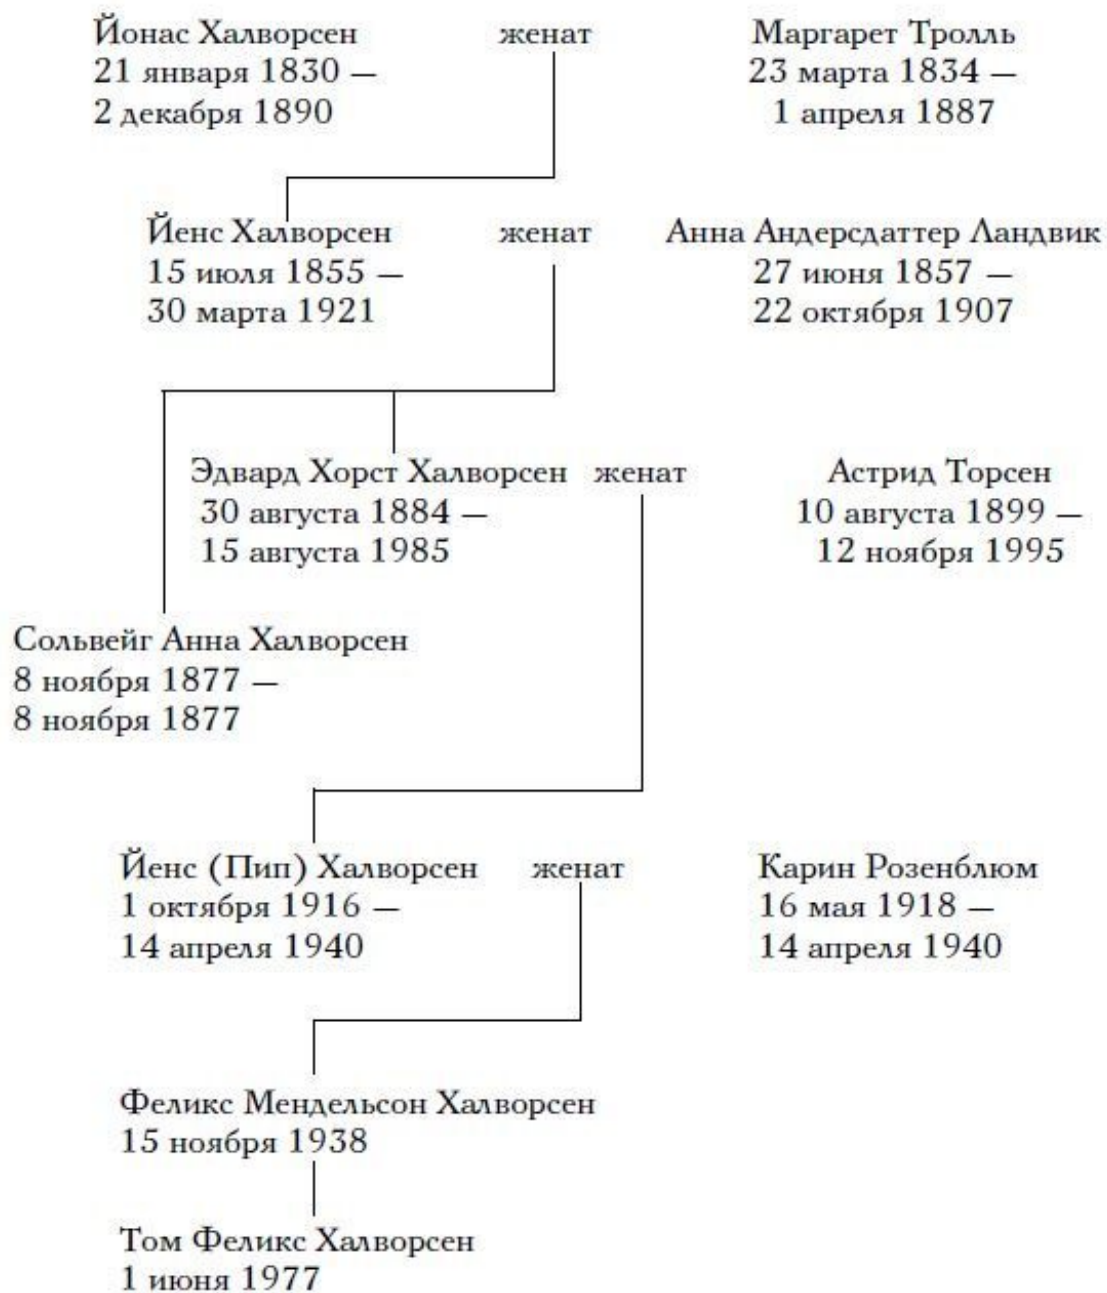 Йонас Халворсен женат Маргарет Тролль
21 января 1830 — 23 марта 1834 —
2 декабря 1890 1 апреля 1887
Йенс Халворсен женат Анна Андерсдаттер Ландвик
15 июля 1855 — 27 июня 1857 —
30 марта 1921 22 октября 1907
Эдвард Хорст Халворсен женат Астрид Торсен
30 августа 1884 — 10 августа 1899 —
15 августа 1985 12 ноября 1995
Сольвейг Анна Халворсен
8 ноября 1877 —
8 ноября 1877
Йенс (Пип) Халворсен женат Карин Розенблюм
1 октября 1916 — 16 мая 1918 —
14 апреля 1940 14 апреля 1940
Феликс Мендельсон Халворсен
15 ноября 1938
Том Феликс Халворсен
1 июня 1977